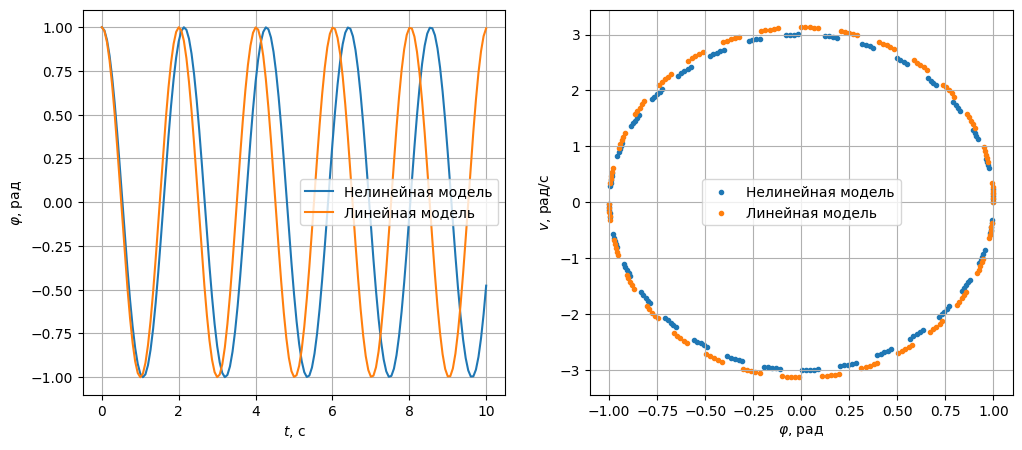 1.00
0.75
0.50
0.25
0.00
−0.25
−0.50
−0.75
−1.00
φ, рад
Нелинейная модель
Линейная модель
0 2 4 6 8 10
t, с
3
2
1
0
−1
−2
−3
v, рад/с
Нелинейная модель
Линейная модель
−1.00 −0.75 −0.50 −0.25 0.00 0.25 0.50 0.75 1.00
φ, рад